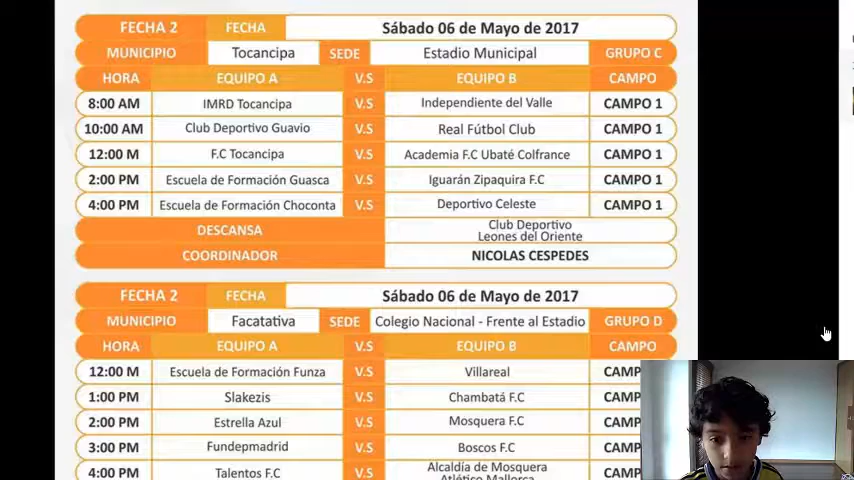 FECHA 2 FECHA Sábado 06 de Mayo de 2017
MUNICIPIO Tocancipa SEDE Estadio Municipal GRUPO C
HORA EQUIPO A V.S EQUIPO B CAMPO
8:00 AM IMRD Tocancipa V.S Independiente del Valle CAMPO 1
10:00 AM Club Deportivo Guavio V.S Real Fútbol Club CAMPO 1
12:00 M F.C Tocancipa V.S Academia F.C Ubaté Colfrance CAMPO 1
2:00 PM Escuela de Formación Guasca V.S Iguarán Zipaquira F.C CAMPO 1
4:00 PM Escuela de Formación Choconta V.S Deportivo Celeste CAMPO 1
DESCANSA Club Deportivo
Leones del Oriente
COORDINADOR NICOLAS CESPEDES
FECHA 2 FECHA Sábado 06 de Mayo de 2017
MUNICIPIO Facatativa SEDE Colegio Nacional - Frente al Estadio GRUPO D
HORA EQUIPO A V.S EQUIPO B CAMPO
12:00 M Escuela de Formación Funza V.S Villareal CAMP
1:00 PM Slakezis V.S Chambatá F.C CAMP
2:00 PM Estrella Azul V.S Mosquera F.C CAMP
3:00 PM Fundepmadrid V.S Boscos F.C CAMP
4:00 PM Talentos F.C V.S Alcaldía de Mosquera CAMP
Atlético Mallorca